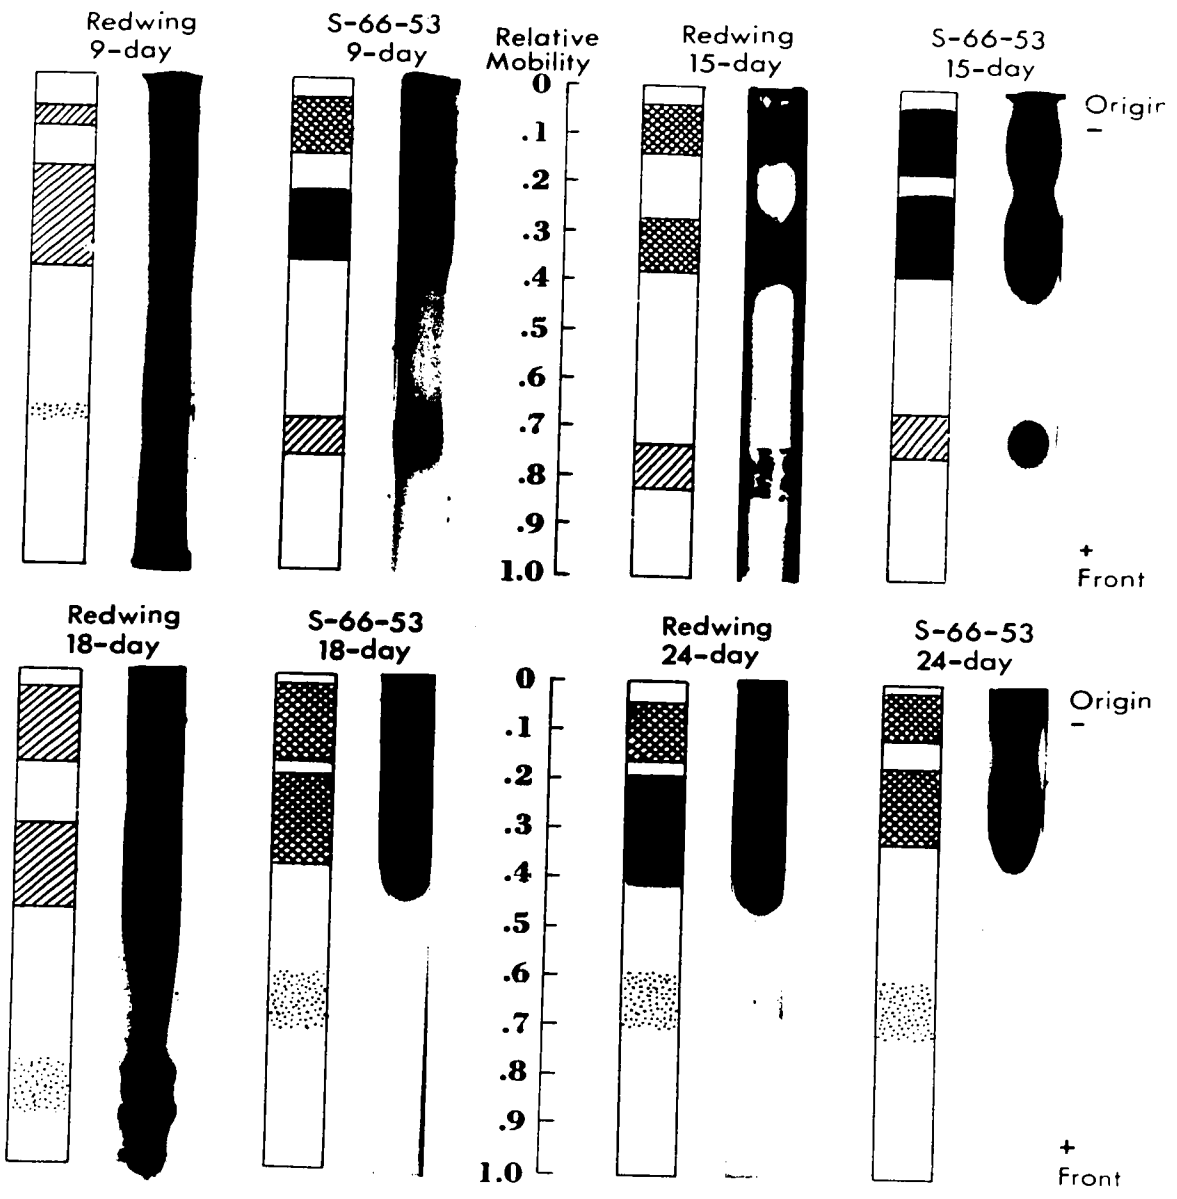 Redwing
9-day
S-66-53
9-day
Relative
Mobility
Redwing
15-day
S-66-53
15-day
0
.1
.2
.3
.4
.5
.6
.7
.8
.9
1.0
Origin
-
+
Front
Redwing
18-day
S-66-53
18-day
Redwing
24-day
S-66-53
24-day
0
.1
.2
.3
.4
.5
.6
.7
.8
.9
1.0
Origin
-
+
Front